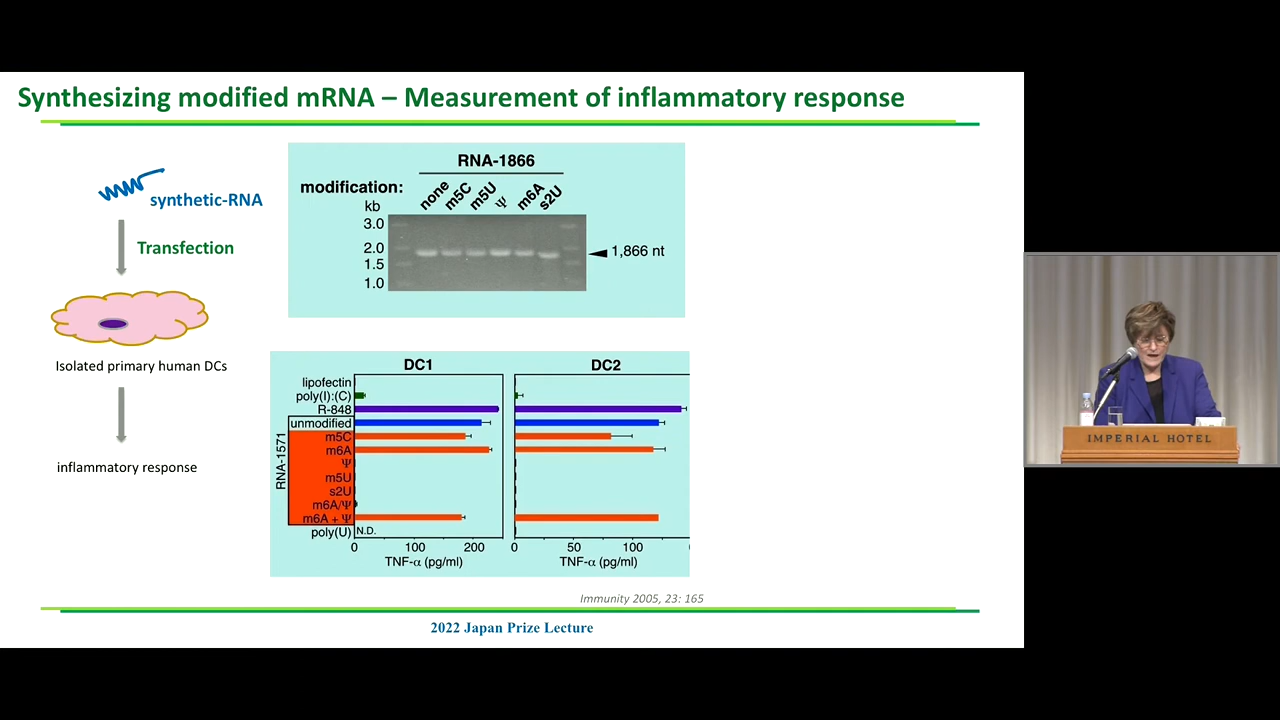 Synthesizing modified mRNA – Measurement of inflammatory response
synthetic-RNA
Transfection
Isolated primary human DCs
inflammatory response
RNA-1866
modification:
none m5C m5U Ψ m6A s2U
kb
3.0
2.0
1.5
1.0
1,866 nt
DC1 DC2
lipofectin
poly(I):(C)
R-848
RNA-1571
unmodified
m5C
m6A
Ψ
m5U
s2U
m6A/Ψ
m6A + Ψ
poly(U) N.D.
0 100 200 0 50 100
TNF-α (pg/ml) TNF-α (pg/ml)
Immunity 2005, 23: 165
2022 Japan Prize Lecture
IMPERIAL HOTEL